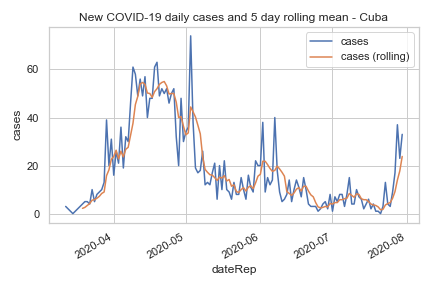 New COVID-19 daily cases and 5 day rolling mean - Cuba
cases
cases (rolling)
cases
60
40
20
0
2020-04
2020-05
2020-06
2020-07
2020-08
dateRep